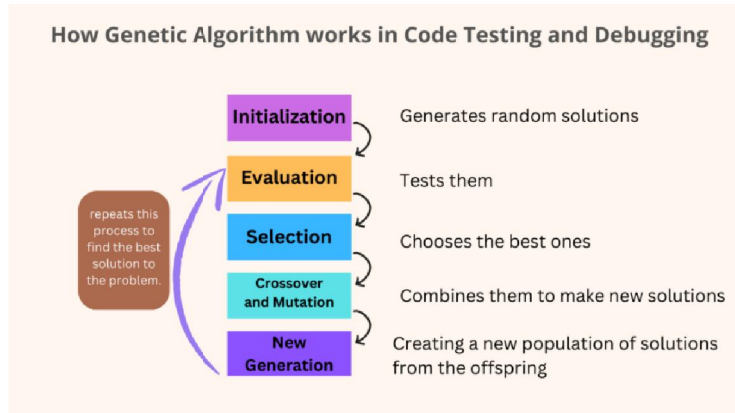 How Genetic Algorithm works in Code Testing and Debugging
Initialization
Generates random solutions
Evaluation
Tests them
repeats this
process to
find the best
solution to
the problem.
Selection
Chooses the best ones
Crossover
and Mutation
Combines them to make new solutions
New
Generation
Creating a new population of solutions
from the offspring